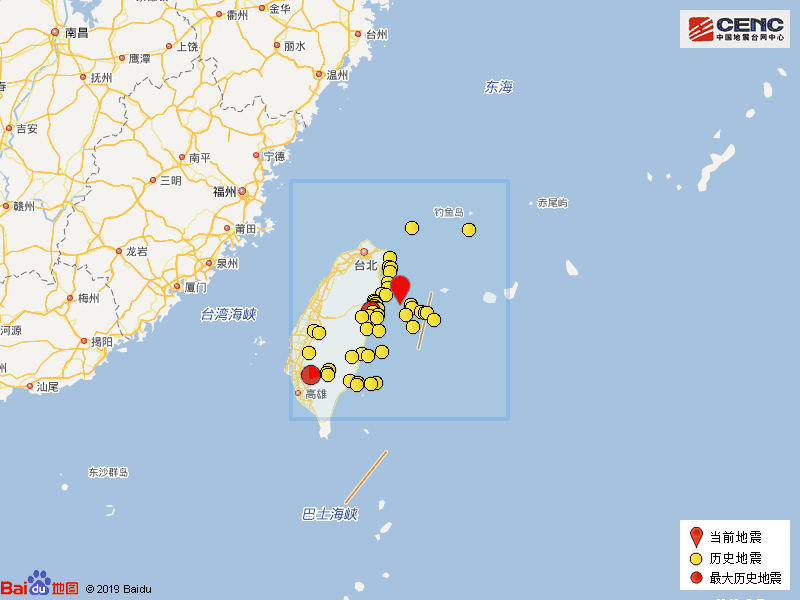 衢州
金华
南昌
台州
CENC
中国地震台网中心
上饶
丽水
鹰潭
温州
抚州
东海
吉安
南平
宁德
三明
福州
赣州
赤尾屿
钓鱼岛
莆田
龙岩
泉州
台北
厦门
梅州
台湾海峡
河源
揭阳
州
汕尾
高雄
东沙群岛
巴士海峡
当前地震
历史地震
最大历史地震
Bai du 地图 © 2019 Baidu